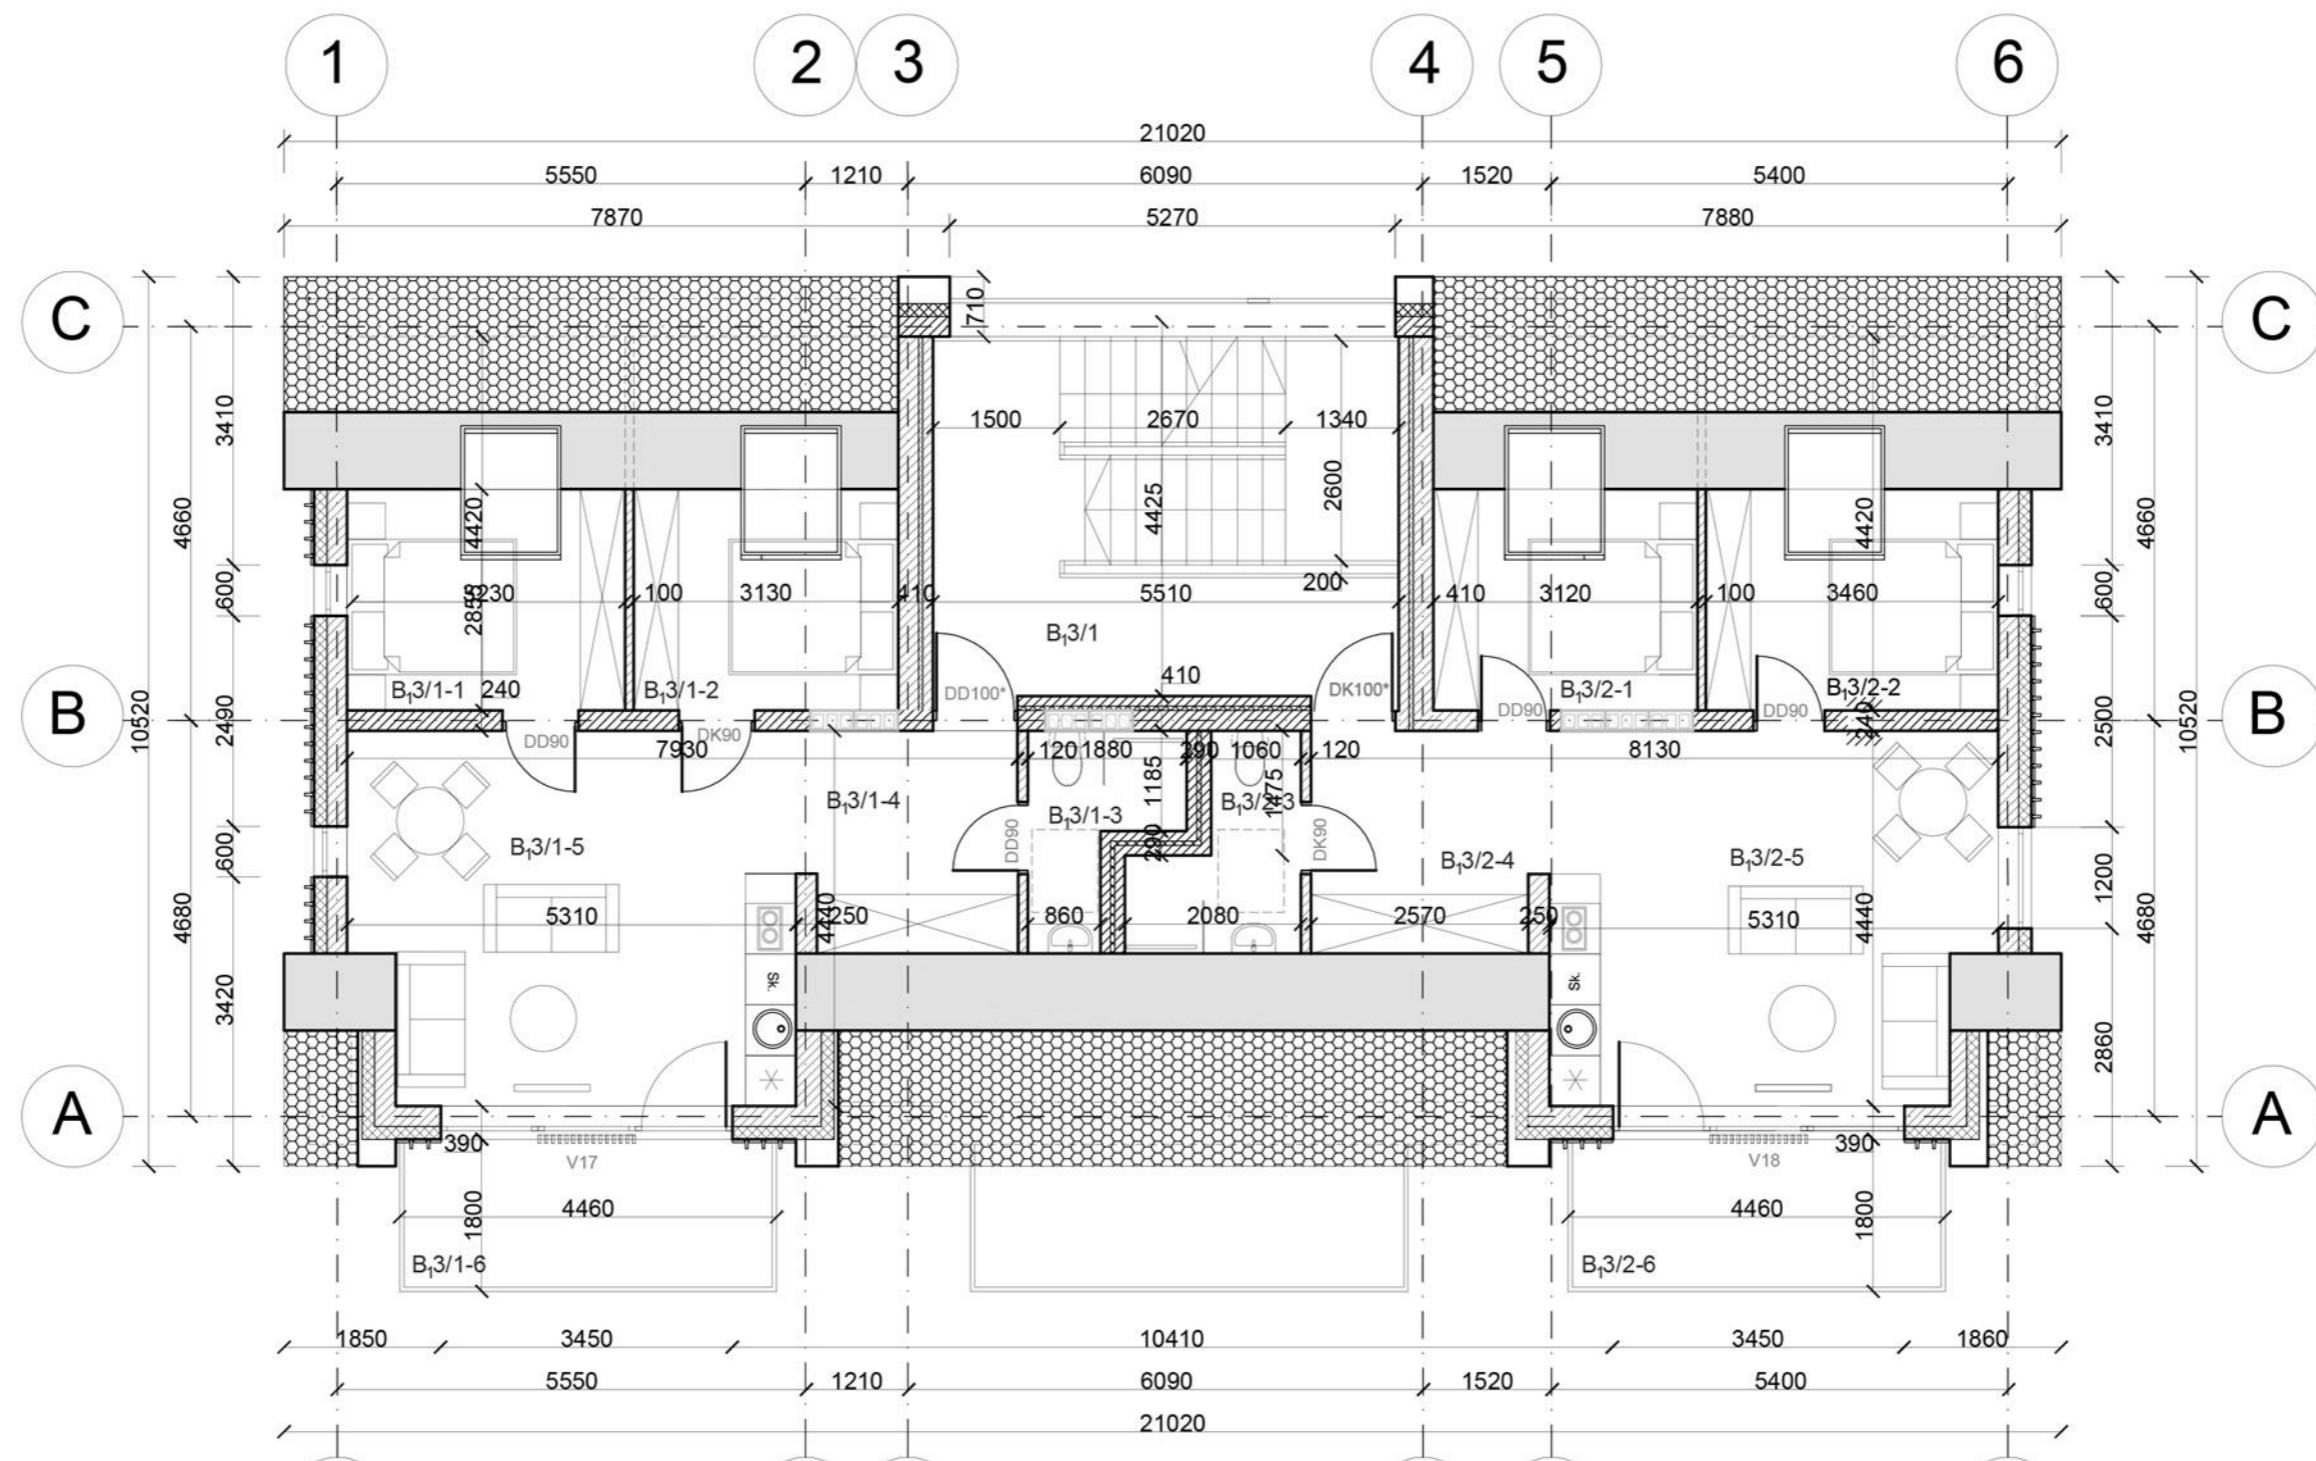 1 2 3 4 5 6
21020
5550 1210 6090 1520 5400
7870 5270 7880
C 710 C
3410 1500 2670 1340 3410
4660 4420 4425 2600 4420 4660
600 3230 100 3130 410 5510 200 410 3120 100 3460 600
2850
B₁3/1
B₁3/1-1 240 B₁3/1-2 DD100* 410 DK100* B₁3/2-1 B₁3/2-2
10520 B 2490 DD90 DK90 DD90 DD90 240 2500 B 10520
7930 120 1880 290 1060 120 8130
1185 1475
B₁3/1-4 B₁3/1-3 B₁3/2-3
600 B₁3/1-5 DD90 290 DK90 B₁3/2-4 B₁3/2-5
4680 5310 4440 250 860 2080 2570 250 5310 4440 1200 4680
3420 Sk. Sk. 2860
A A
390 V17 V18 390
1800 4460 4460 1800
B₁3/1-6 B₁3/2-6
1850 3450 10410 3450 1860
5550 1210 6090 1520 5400
21020